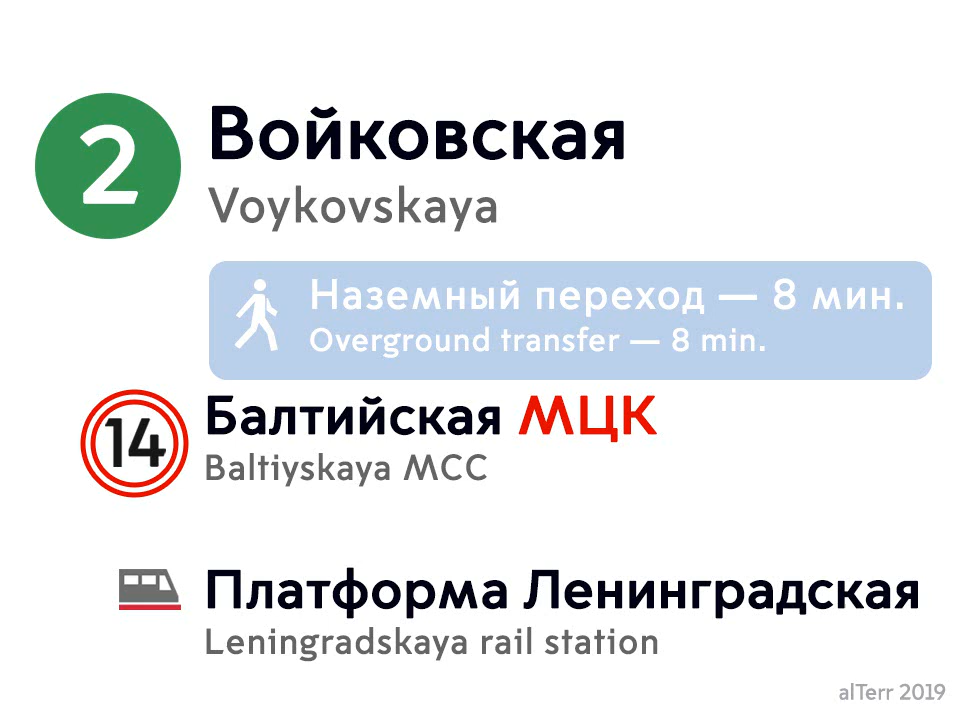 2
Войковская
Voykovskaya
Наземный переход — 8 мин.
Overground transfer — 8 min.
14
Балтийская МЦК
Baltiyskaya MCC
Платформа Ленинградская
Leningradskaya rail station
alTerr 2019